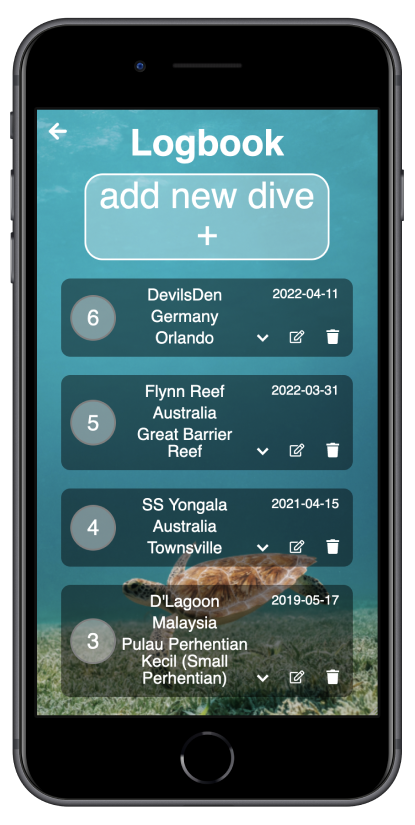 Logbook
add new dive
+
6
DevilsDen
2022-04-11
Germany
Orlando
5
Flynn Reef
2022-03-31
Australia
Great Barrier
Reef
4
SS Yongala
2021-04-15
Australia
Townsville
3
D'Lagoon
2019-05-17
Malaysia
Pulau Perhentian
Kecil (Small
Perhentian)